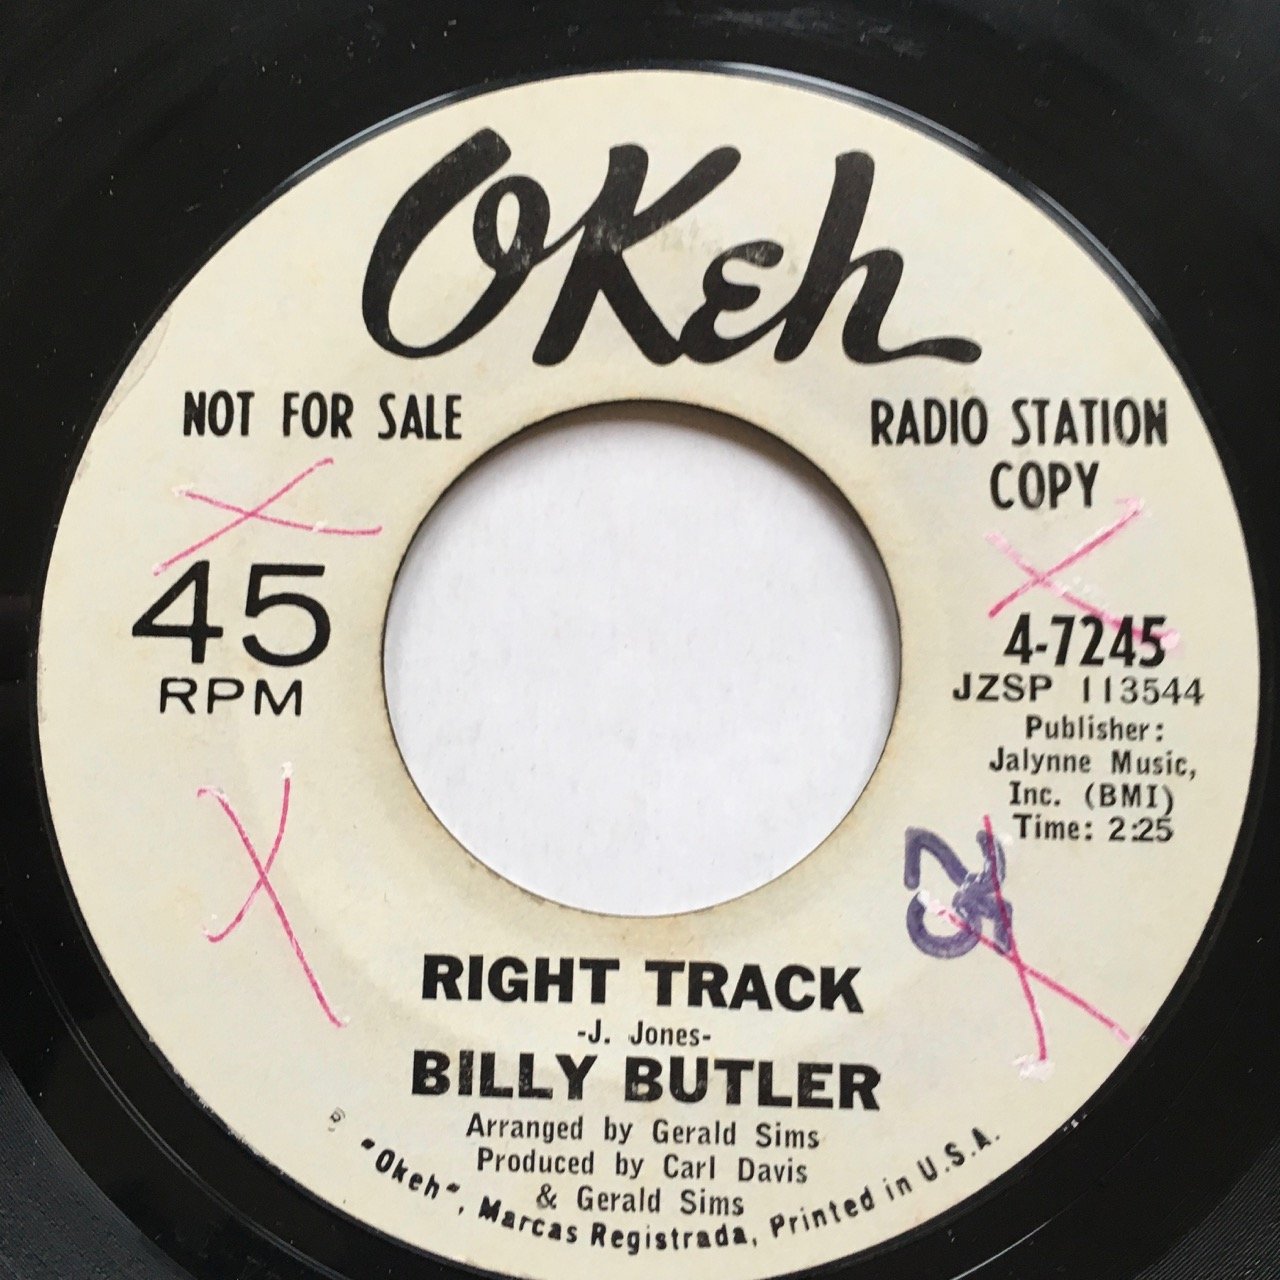 OKeh
NOT FOR SALE
RADIO STATION
COPY
45
RPM
4-7245
JZSP 113544
Publisher:
Jalynne Music,
Inc. (BMI)
Time: 2:25
RIGHT TRACK
-J. Jones-
BILLY BUTLER
Arranged by Gerald Sims
Produced by Carl Davis
& Gerald Sims
® "Okeh", Marcas Registrada, Printed in U.S.A.